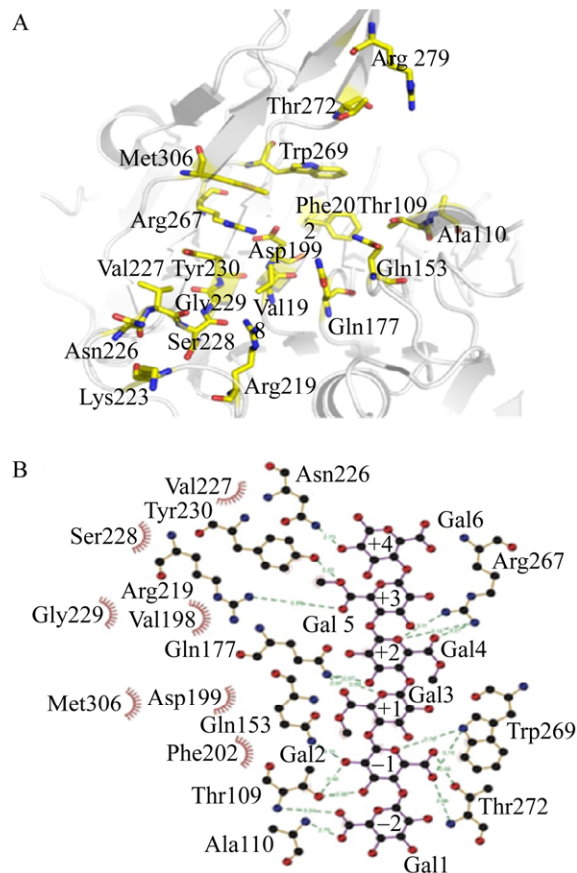 A
Arg 279
Thr272
Met306
Trp269
Arg267
Phe20
2
Thr109
Ala110
Asp199
Val227
Tyr230
Gln153
Gly229
Val19
8
Gln177
Asn226
Ser228
Lys223
Arg219
B
Asn226
Val227
Tyr230
Gal6
Ser228
+4
Arg267
Arg219
+3
Gly229
Val198
Gal 5
Gln177
+2
Gal4
Gal3
Met306
Asp199
+1
Gln153
Trp269
Phe202
Gal2
−1
Thr109
Thr272
−2
Ala110
Gal1